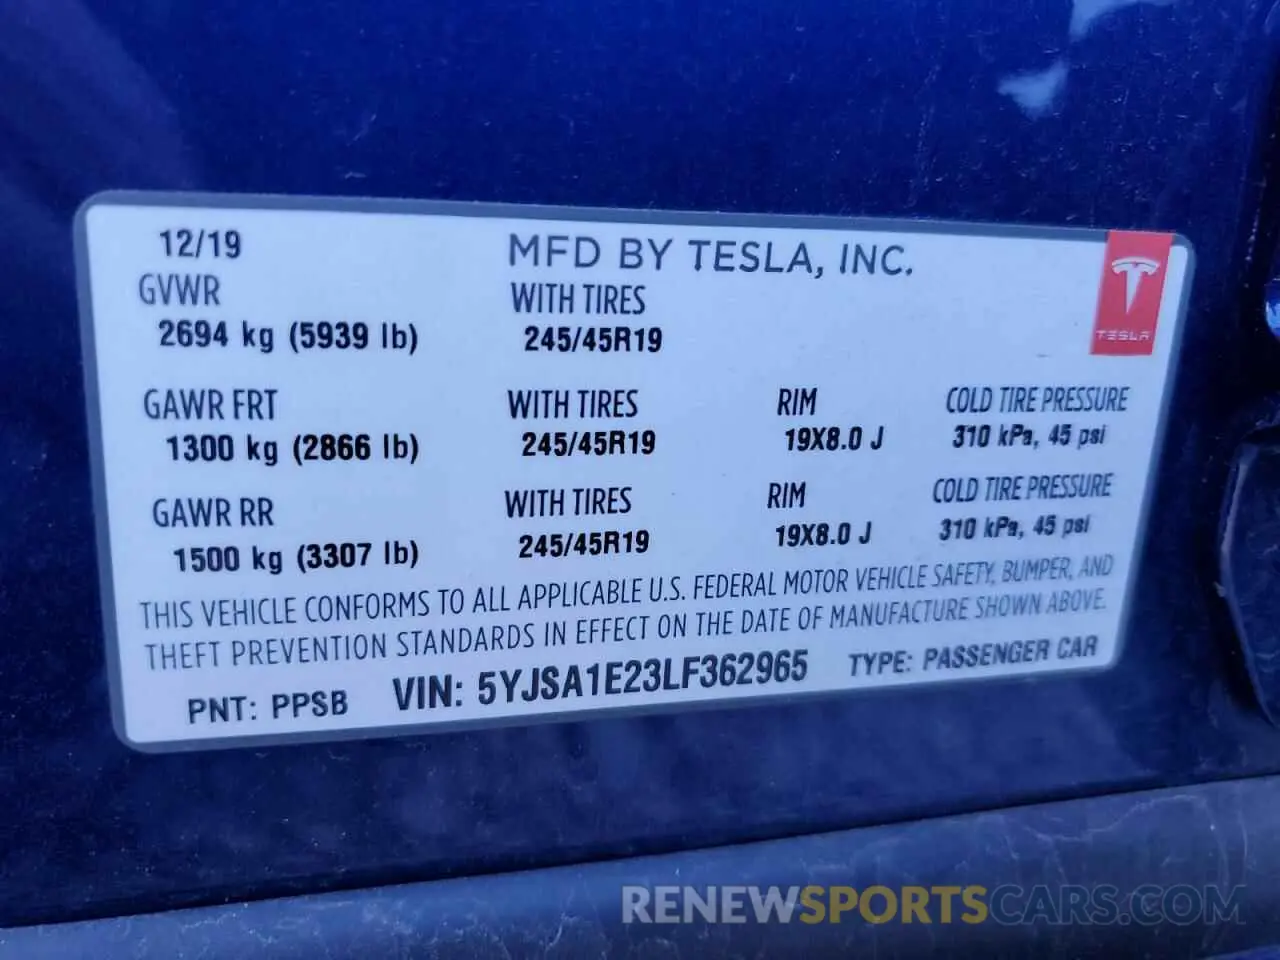 12/19 MFD BY TESLA, INC.
GVWR WITH TIRES
2694 kg (5939 lb) 245/45R19
TESLA
GAWR FRT WITH TIRES RIM COLD TIRE PRESSURE
1300 kg (2866 lb) 245/45R19 19X8.0 J 310 kPa, 45 psi
GAWR RR WITH TIRES RIM COLD TIRE PRESSURE
1500 kg (3307 lb) 245/45R19 19X8.0 J 310 kPa, 45 psi
THIS VEHICLE CONFORMS TO ALL APPLICABLE U.S. FEDERAL MOTOR VEHICLE SAFETY, BUMPER, AND
THEFT PREVENTION STANDARDS IN EFFECT ON THE DATE OF MANUFACTURE SHOWN ABOVE.
PNT: PPSB VIN: 5YJSA1E23LF362965 TYPE: PASSENGER CAR
RENEWSPORTSCARS.COM